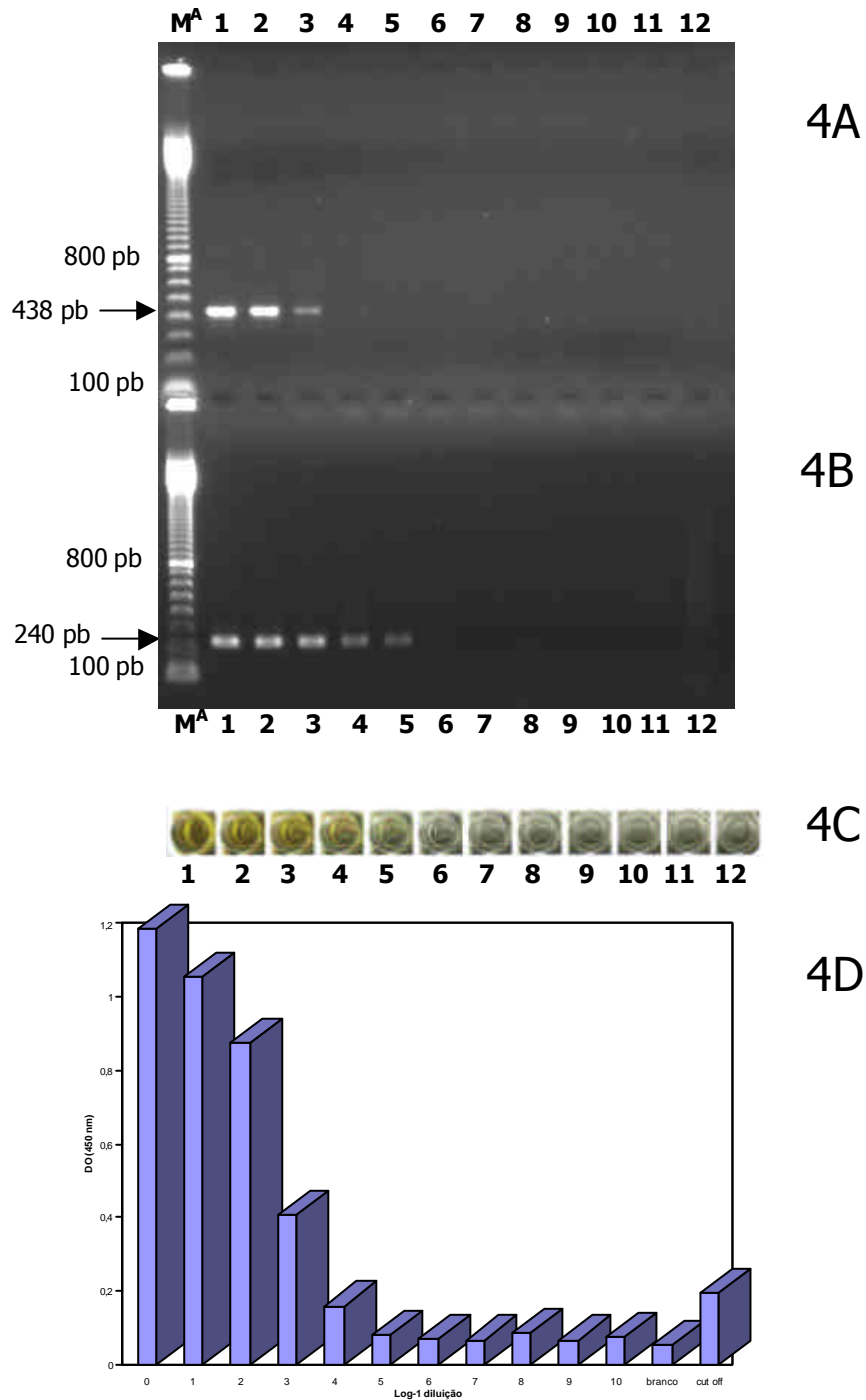 M^A 1 2 3 4 5 6 7 8 9 10 11 12
4A
800 pb
438 pb
100 pb
4B
800 pb
240 pb
100 pb
M^A 1 2 3 4 5 6 7 8 9 10 11 12
4C
1 2 3 4 5 6 7 8 9 10 11 12
4D
1,2
1
0,8
0,6
0,4
0,2
0
DO (450 nm)
0 1 2 3 4 5 6 7 8 9 10 branco cut off
Log-1 diluição